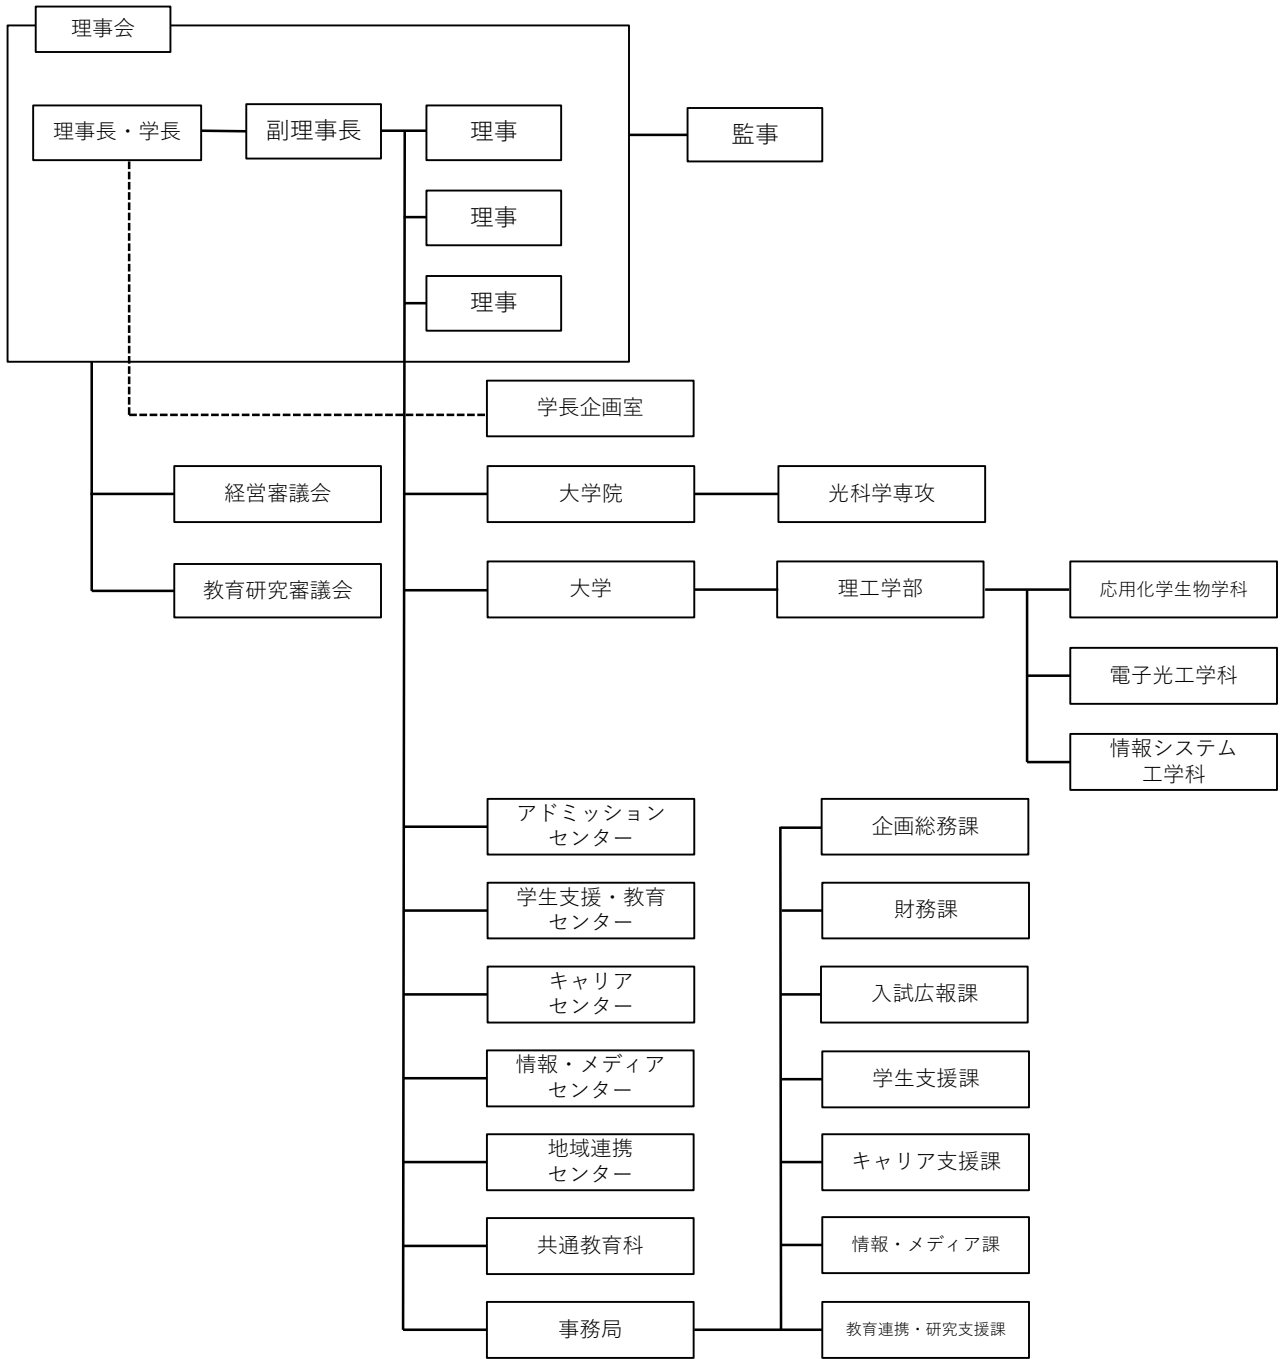 理事会
理事長・学長
副理事長
理事
監事
理事
理事
学長企画室
経営審議会
大学院
光科学専攻
教育研究審議会
大学
理工学部
応用化学生物学科
電子光工学科
情報システム
工学科
アドミッション
センター
企画総務課
学生支援・教育
センター
財務課
キャリア
センター
入試広報課
情報・メディア
センター
学生支援課
地域連携
センター
キャリア支援課
共通教育科
情報・メディア課
事務局
教育連携・研究支援課